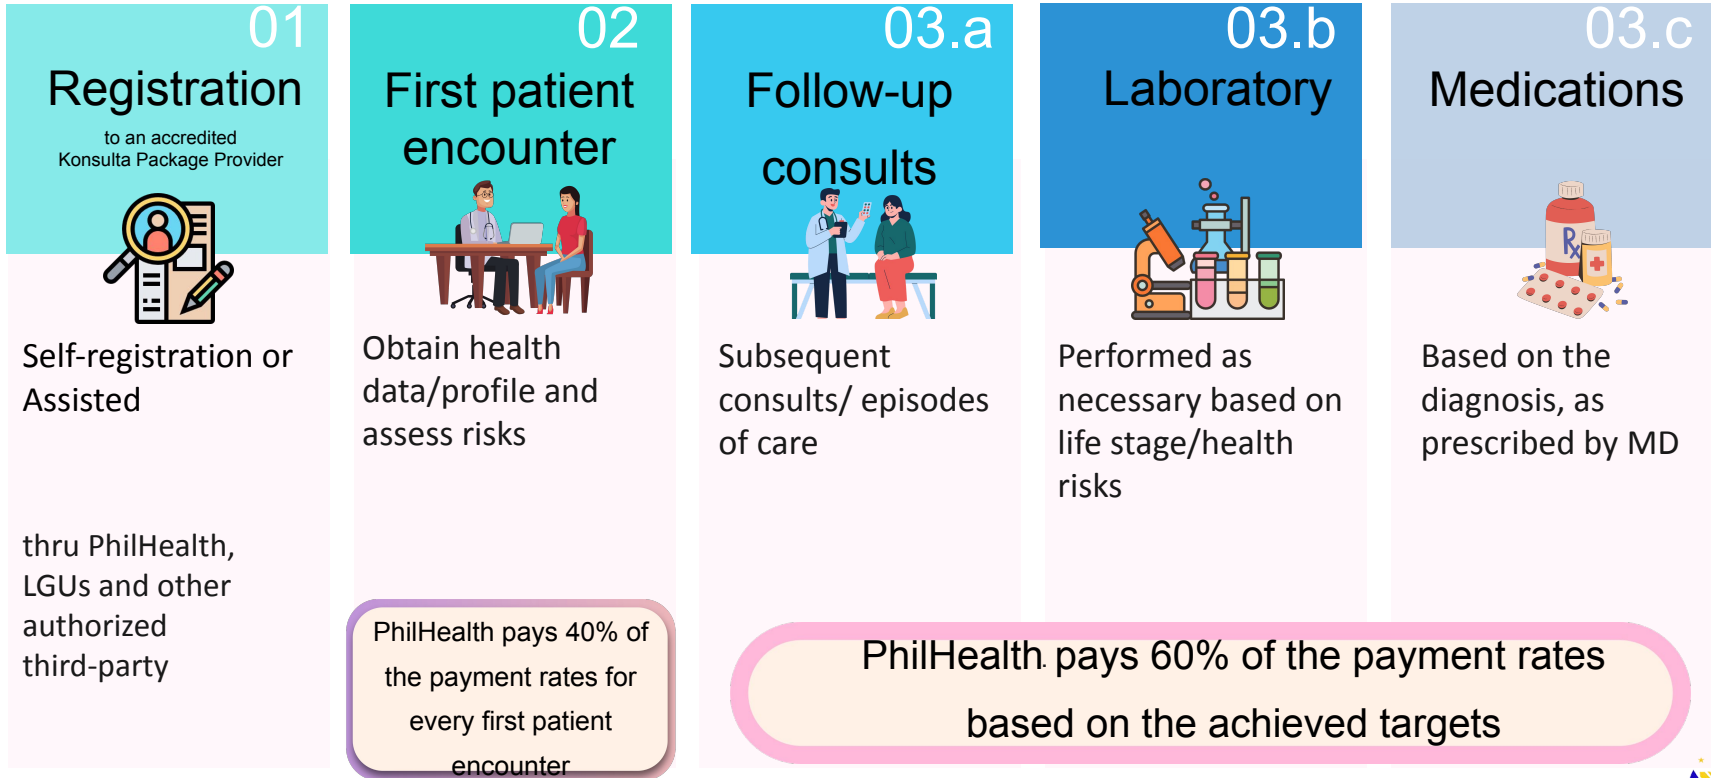 01
Registration
to an accredited
Konsulta Package Provider
Self-registration or
Assisted
thru PhilHealth,
LGUs and other
authorized
third-party
02
First patient
encounter
Obtain health
data/profile and
assess risks
PhilHealth pays 40% of
the payment rates for
every first patient
encounter
03.a
Follow-up
consults
Subsequent
consults/ episodes
of care
03.b
Laboratory
Performed as
necessary based on
life stage/health
risks
03.c
Medications
Rx
Based on the
diagnosis, as
prescribed by MD
PhilHealth. pays 60% of the payment rates
based on the achieved targets